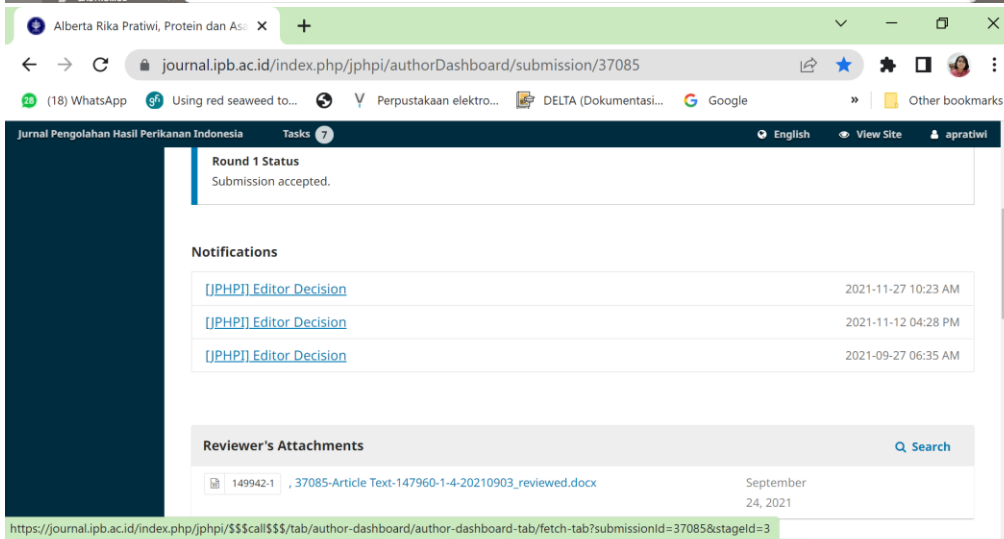 Alberta Rika Pratiwi, Protein dan Asa
journal.ipb.ac.id/index.php/jphpi/authorDashboard/submission/37085
28 (18) WhatsApp Using red seaweed to... Perpustakaan elektro... DELTA (Dokumentasi... Google » Other bookmarks
Jurnal Pengolahan Hasil Perikanan Indonesia Tasks 7 English View Site apratiwi
Round 1 Status
Submission accepted.
Notifications
[JPHPI] Editor Decision 2021-11-27 10:23 AM
[JPHPI] Editor Decision 2021-11-12 04:28 PM
[JPHPI] Editor Decision 2021-09-27 06:35 AM
Reviewer's Attachments Search
149942-1 , 37085-Article Text-147960-1-4-20210903_reviewed.docx September
24, 2021
https://journal.ipb.ac.id/index.php/jphpi/$$$call$$$/tab/author-dashboard/author-dashboard-tab/fetch-tab?submissionId=37085&stageId=3